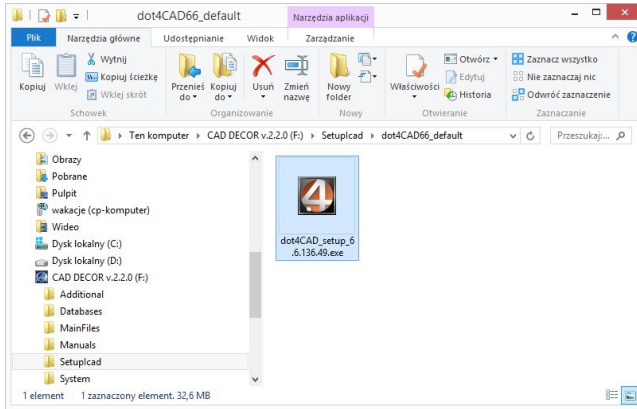 dot4CAD66_default
Narzędzia aplikacji
Plik Narzędzia główne Udostępnianie Widok Zarządzanie
Kopiuj Wklej Wytnij Kopiuj ścieżkę Wklej skrót
Przenieś do Kopiuj do Usuń Zmień nazwę
Nowy folder
Właściwości Otwórz Edytuj Historia
Zaznacz wszystko Nie zaznaczaj nic Odwróć zaznaczenie
Schowek Organizowanie Nowy Otwieranie Zaznaczanie
Ten komputer CAD DECOR v.2.2.0 (F:) SetupIcad dot4CAD66_default Przeszukaj:...
Obrazy
Pobrane
Pulpit
wakacje (cp-komputer)
Wideo
Dysk lokalny (C:)
Dysk lokalny (D:)
CAD DECOR v.2.2.0 (F:)
Additional
Databases
MainFiles
Manuals
SetupIcad
System
4
dot4CAD_setup_6
.6.136.49.exe
1 element 1 zaznaczony element. 32,6 MB